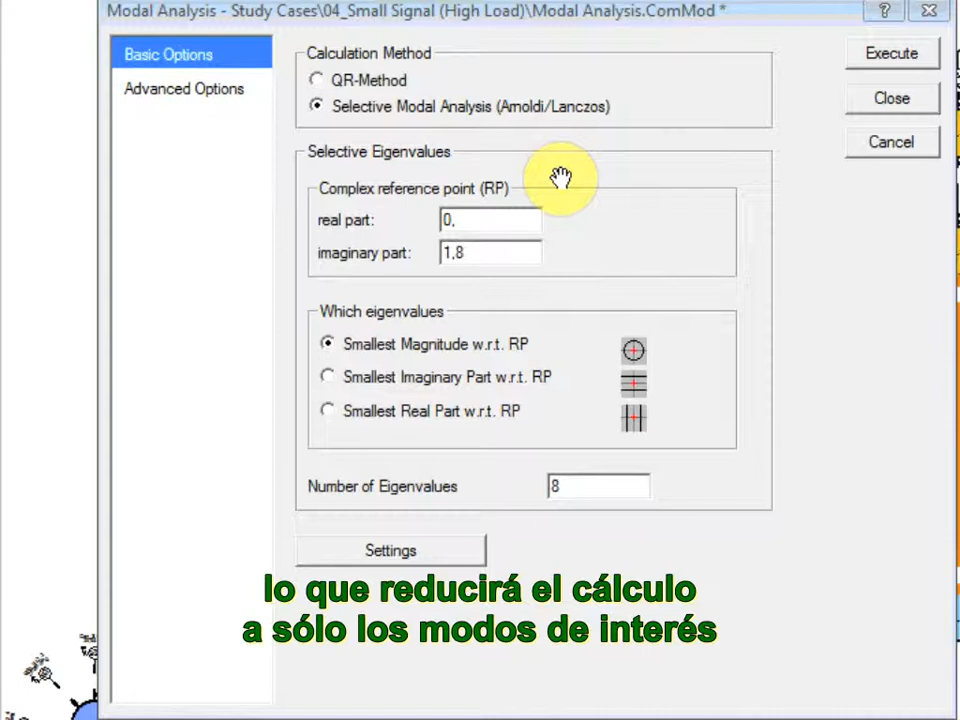 Modal Analysis - Study Cases\04_Small Signal (High Load)\Modal Analysis.ComMod *
Basic Options
Advanced Options
Calculation Method
QR-Method
Selective Modal Analysis (Arnoldi/Lanczos)
Selective Eigenvalues
Complex reference point (RP)
real part:
0,
imaginary part:
1,8
Which eigenvalues
Smallest Magnitude w.r.t. RP
Smallest Imaginary Part w.r.t. RP
Smallest Real Part w.r.t. RP
Number of Eigenvalues
8
Settings
Execute
Close
Cancel
lo que reducirá el cálculo
a sólo los modos de interés